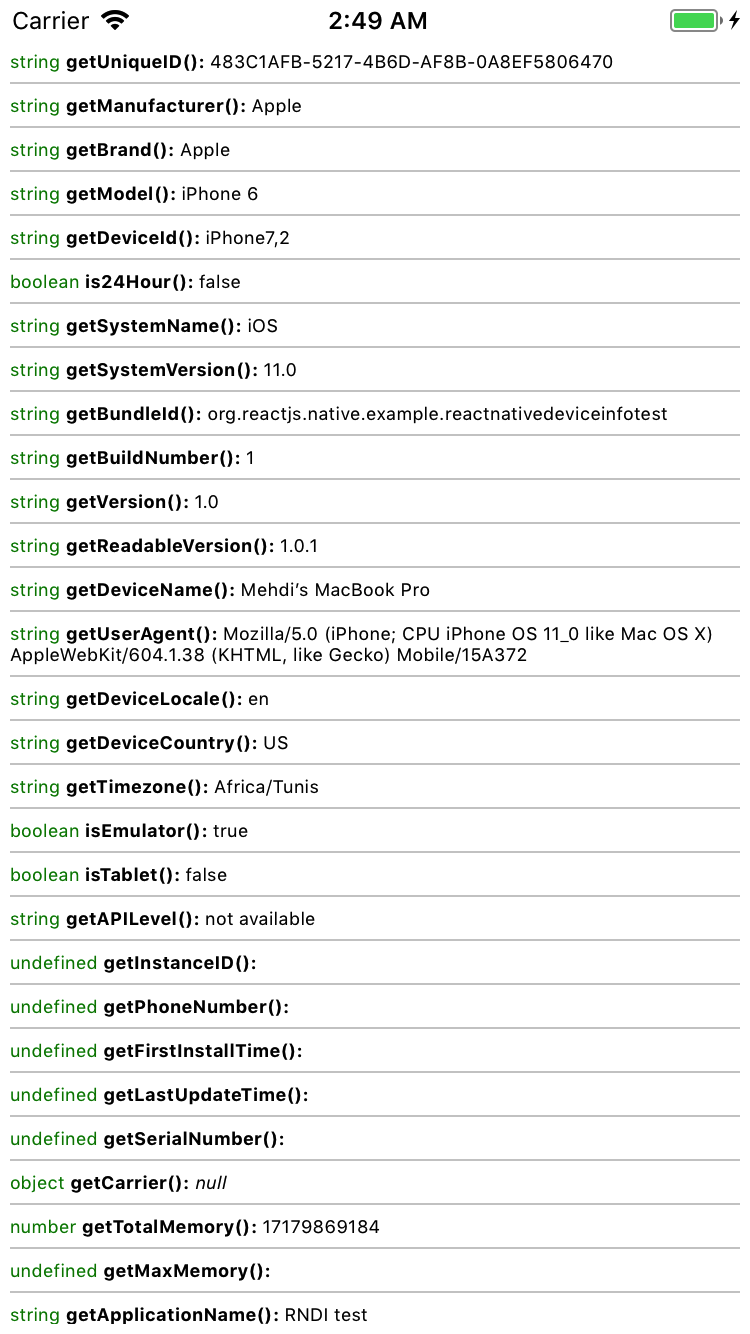 Carrier 2:49 AM
string getUniqueID(): 483C1AFB-5217-4B6D-AF8B-0A8EF5806470
string getManufacturer(): Apple
string getBrand(): Apple
string getModel(): iPhone 6
string getDeviceId(): iPhone7,2
boolean is24Hour(): false
string getSystemName(): iOS
string getSystemVersion(): 11.0
string getBundleId(): org.reactjs.native.example.reactnativedeviceinfotest
string getBuildNumber(): 1
string getVersion(): 1.0
string getReadableVersion(): 1.0.1
string getDeviceName(): Mehdi’s MacBook Pro
string getUserAgent(): Mozilla/5.0 (iPhone; CPU iPhone OS 11_0 like Mac OS X)
AppleWebKit/604.1.38 (KHTML, like Gecko) Mobile/15A372
string getDeviceLocale(): en
string getDeviceCountry(): US
string getTimezone(): Africa/Tunis
boolean isEmulator(): true
boolean isTablet(): false
string getAPILevel(): not available
undefined getInstanceID():
undefined getPhoneNumber():
undefined getFirstInstallTime():
undefined getLastUpdateTime():
undefined getSerialNumber():
object getCarrier(): null
number getTotalMemory(): 17179869184
undefined getMaxMemory():
string getApplicationName(): RNDI test